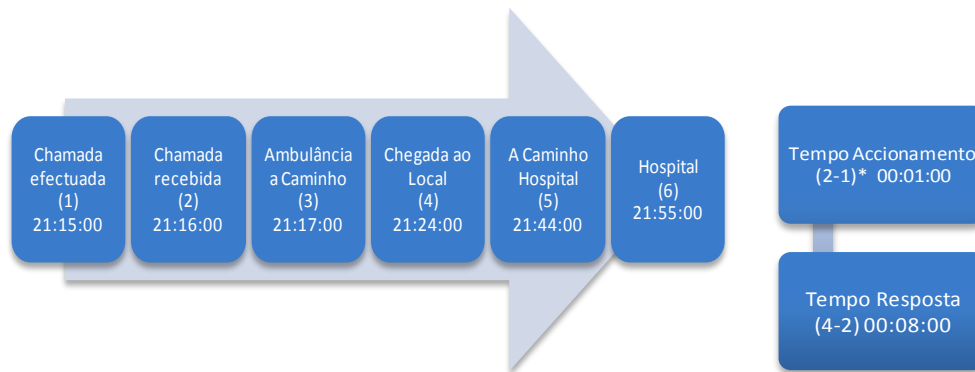 Chamada
efectuada
(1)
21:15:00
Chamada
recebida
(2)
21:16:00
Ambulância
a Caminho
(3)
21:17:00
Chegada ao
Local
(4)
21:24:00
A Caminho
Hospital
(5)
21:44:00
Hospital
(6)
21:55:00
Tempo Accionamento
(2-1)* 00:01:00
Tempo Resposta
(4-2) 00:08:00